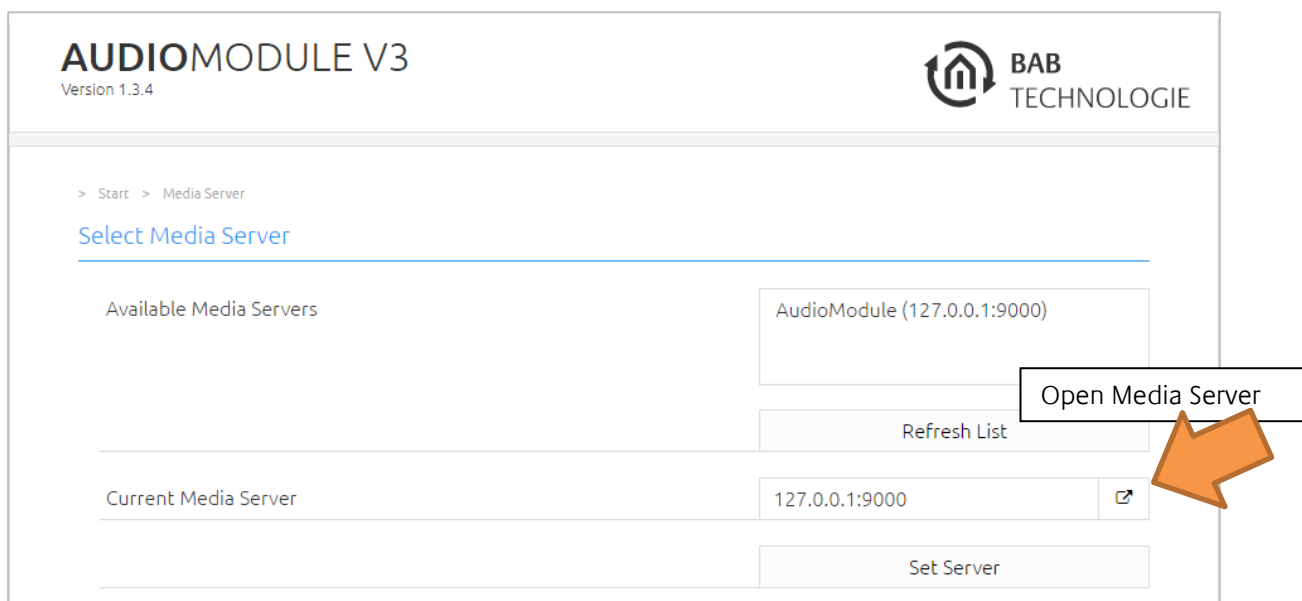 AUDIOMODULE V3
Version 1.3.4
BAB
TECHNOLOGIE
> Start > Media Server
Select Media Server
Available Media Servers
AudioModule (127.0.0.1:9000)
Open Media Server
Refresh List
Current Media Server
127.0.0.1:9000
Set Server